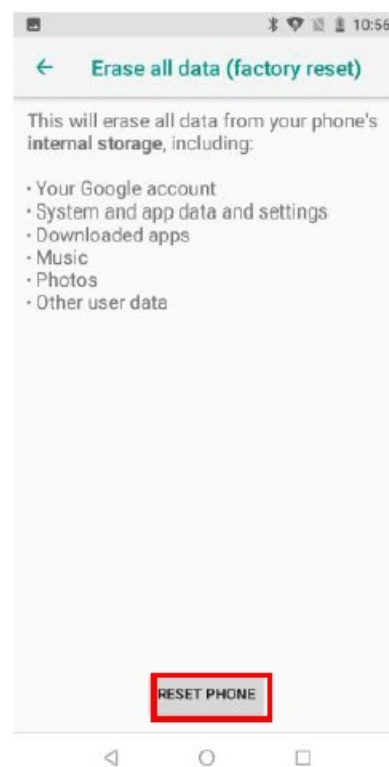 10:56
Erase all data (factory reset)
This will erase all data from your phone's
internal storage, including:
· Your Google account
· System and app data and settings
· Downloaded apps
· Music
· Photos
· Other user data
RESET PHONE